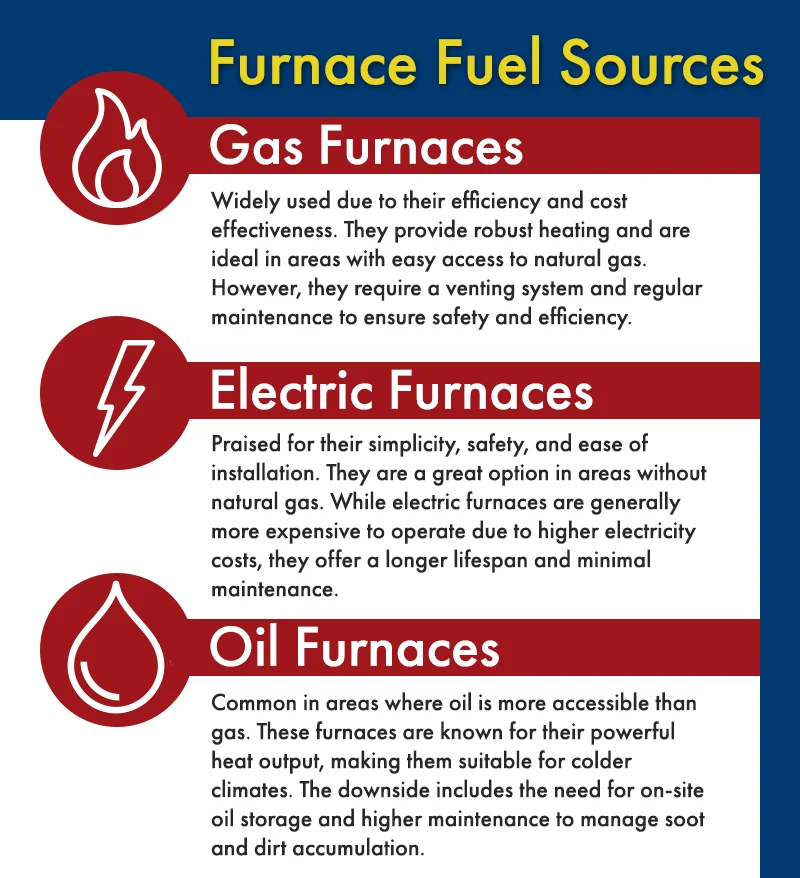 Furnace Fuel Sources
Gas Furnaces
Widely used due to their efficiency and cost
effectiveness. They provide robust heating and are
ideal in areas with easy access to natural gas.
However, they require a venting system and regular
maintenance to ensure safety and efficiency.
Electric Furnaces
Praised for their simplicity, safety, and ease of
installation. They are a great option in areas without
natural gas. While electric furnaces are generally
more expensive to operate due to higher electricity
costs, they offer a longer lifespan and minimal
maintenance.
Oil Furnaces
Common in areas where oil is more accessible than
gas. These furnaces are known for their powerful
heat output, making them suitable for colder
climates. The downside includes the need for on-site
oil storage and higher maintenance to manage soot
and dirt accumulation.